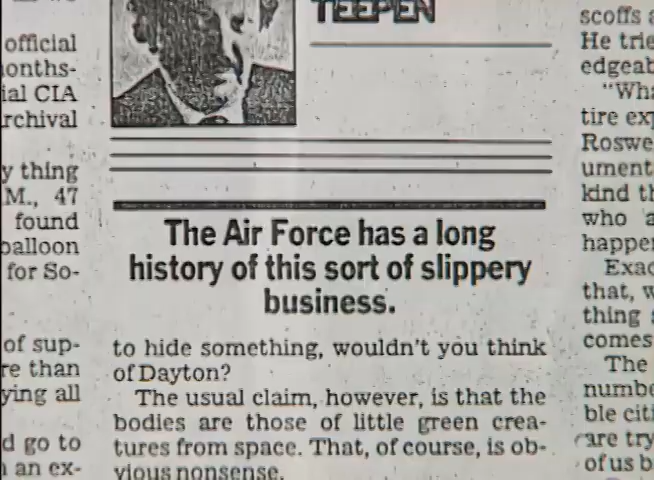 official
onths-
ial CIA
rchival
y thing
M., 47
found
balloon
for So-
of sup-
re than
ying all
d go to
an ex-
TEEPEN
The Air Force has a long
history of this sort of slippery
business.
to hide something, wouldn't you think
of Dayton?
The usual claim, however, is that the
bodies are those of little green crea-
tures from space. That, of course, is ob-
vious nonsense.
scoffs a
He trie
edgeab
"Wha
tire exp
Roswe
ument
kind th
who a
happen
Exac
that, w
thing s
comes
The
numbe
ble citi
are try
of us b